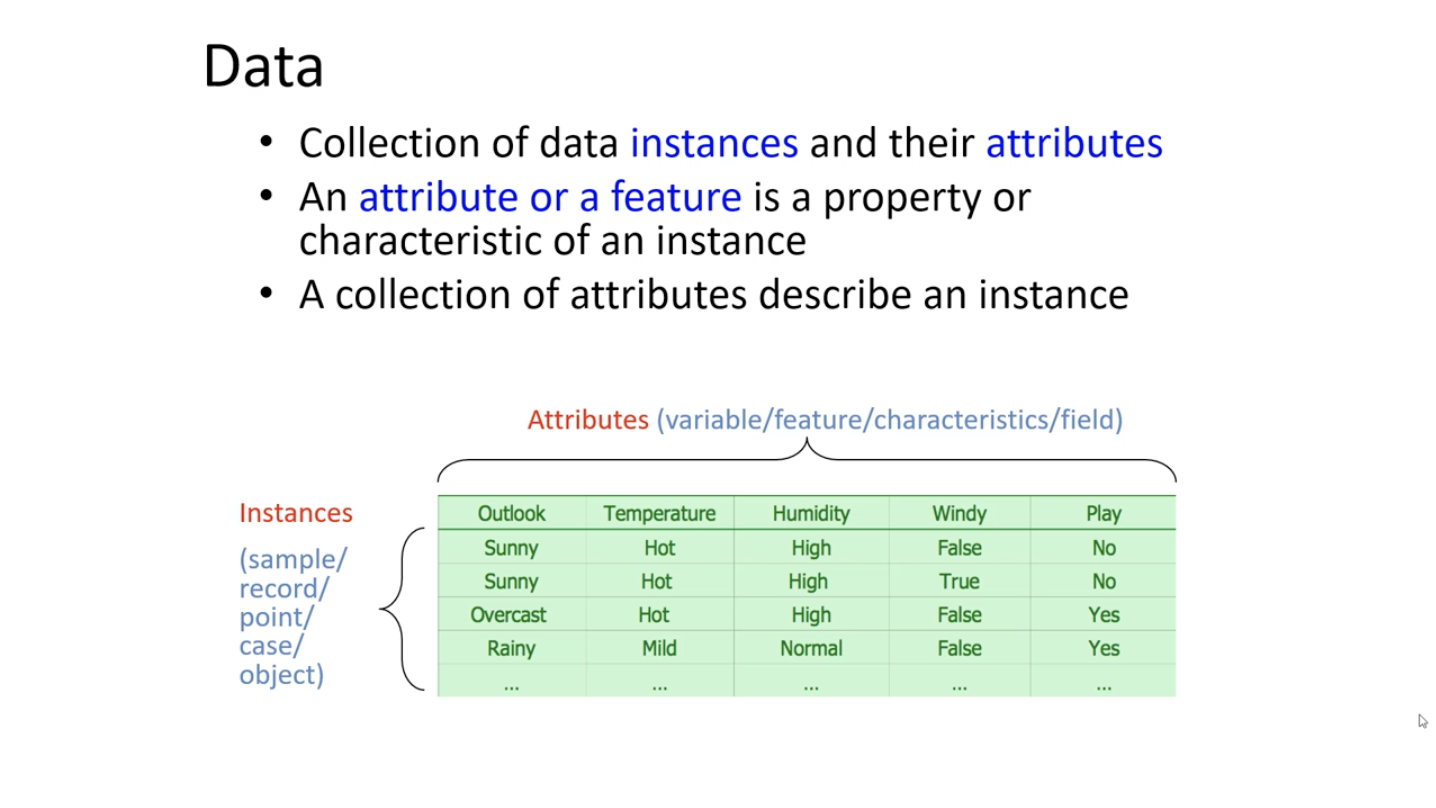 Data
• Collection of data instances and their attributes
• An attribute or a feature is a property or
characteristic of an instance
• A collection of attributes describe an instance
Attributes (variable/feature/characteristics/field)
Instances
(sample/
record/
point/
case/
object)
Outlook Temperature Humidity Windy Play
Sunny Hot High False No
Sunny Hot High True No
Overcast Hot High False Yes
Rainy Mild Normal False Yes
... ... ... ... ...